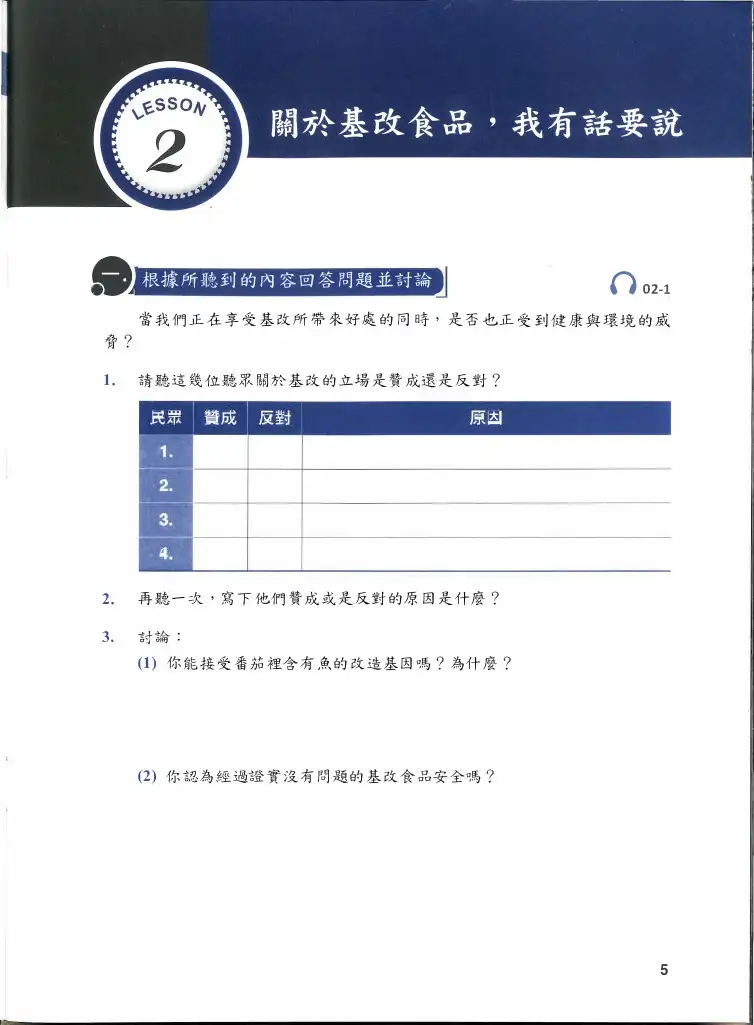 LESSON
2
關於基改食品，我有話要說
一. 根據所聽到的內容回答問題並討論
02-1
當我們正在享受基改所帶來好處的同時，是否也正受到健康與環境的威
脅？
1. 請聽這幾位聽眾關於基改的立場是贊成還是反對？
民眾 贊成 反對 原因
1.
2.
3.
4.
2. 再聽一次，寫下他們贊成或是反對的原因是什麼？
3. 討論：
(1) 你能接受番茄裡含有魚的改造基因嗎？為什麼？
(2) 你認為經過證實沒有問題的基改食品安全嗎？
5